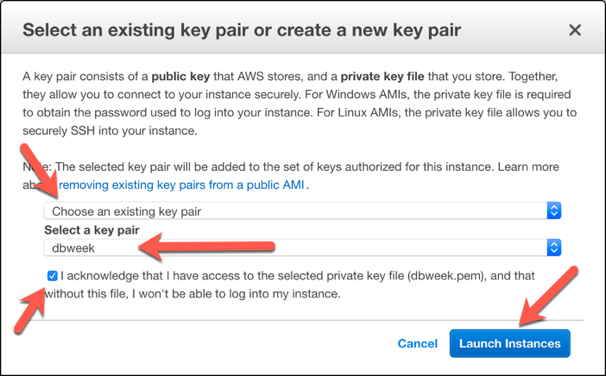 Select an existing key pair or create a new key pair
A key pair consists of a public key that AWS stores, and a private key file that you store. Together,
they allow you to connect to your instance securely. For Windows AMIs, the private key file is required
to obtain the password used to log into your instance. For Linux AMIs, the private key file allows you to
securely SSH into your instance.
Note: The selected key pair will be added to the set of keys authorized for this instance. Learn more
about removing existing key pairs from a public AMI.
Choose an existing key pair
Select a key pair
dbweek
I acknowledge that I have access to the selected private key file (dbweek.pem), and that
without this file, I won't be able to log into my instance.
Cancel
Launch Instances